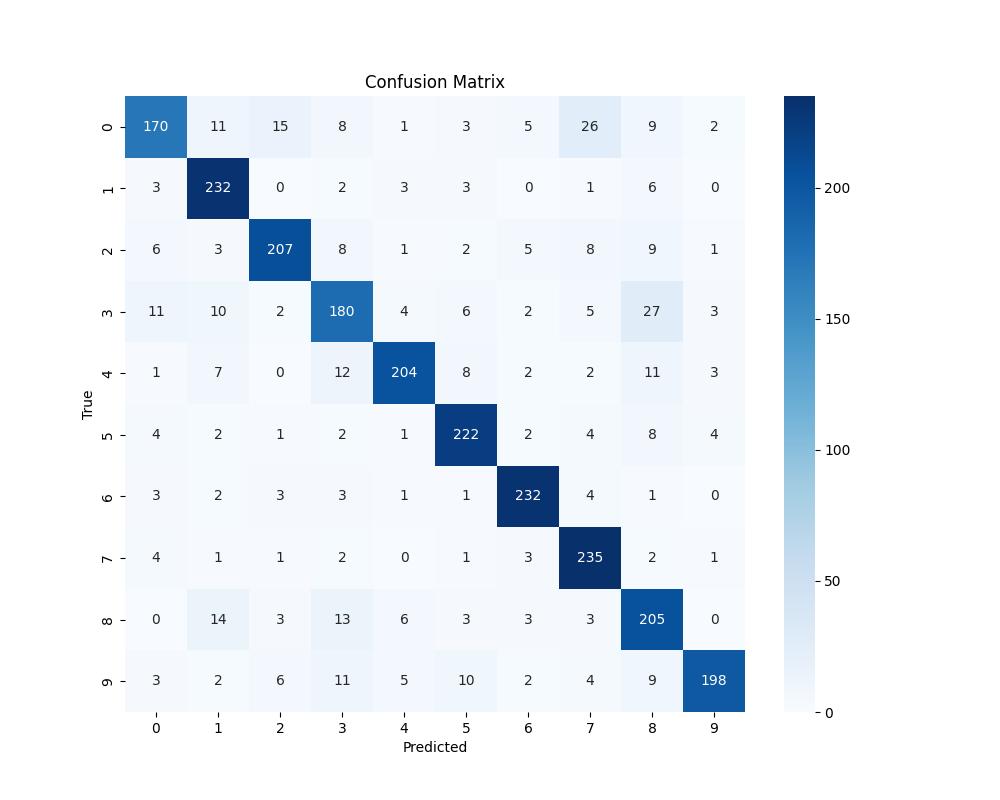 Confusion Matrix
0 170 11 15 8 1 3 5 26 9 2
1 3 232 0 2 3 3 0 1 6 0
2 6 3 207 8 1 2 5 8 9 1
3 11 10 2 180 4 6 2 5 27 3
4 1 7 0 12 204 8 2 2 11 3
5 4 2 1 2 1 222 2 4 8 4
6 3 2 3 3 1 1 232 4 1 0
7 4 1 1 2 0 1 3 235 2 1
8 0 14 3 13 6 3 3 3 205 0
9 3 2 6 11 5 10 2 4 9 198
0 1 2 3 4 5 6 7 8 9
Predicted
True
200
150
100
50
0